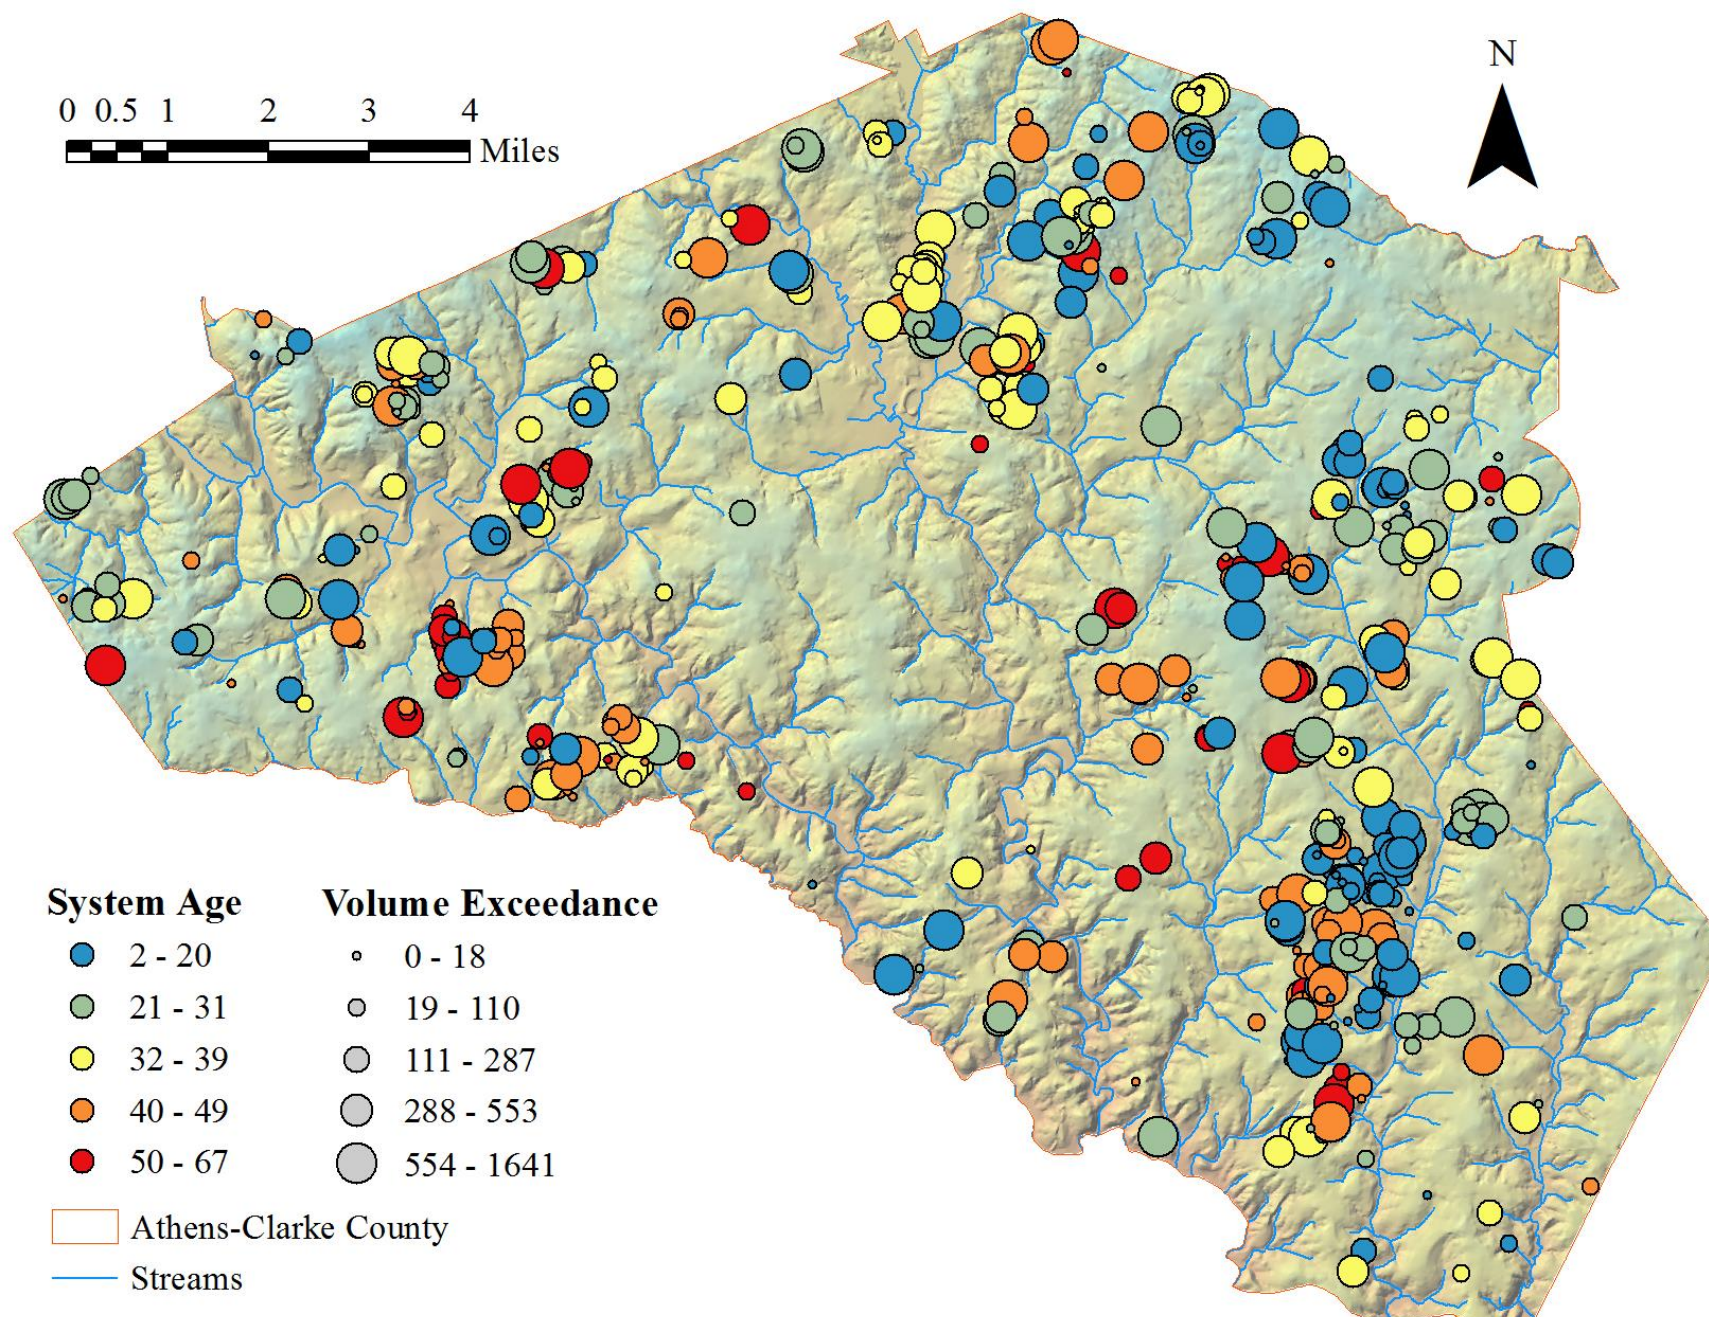 N
0 0.5 1 2 3 4
Miles
System Age
2 - 20
21 - 31
32 - 39
40 - 49
50 - 67
Volume Exceedance
0 - 18
19 - 110
111 - 287
288 - 553
554 - 1641
Athens-Clarke County
Streams